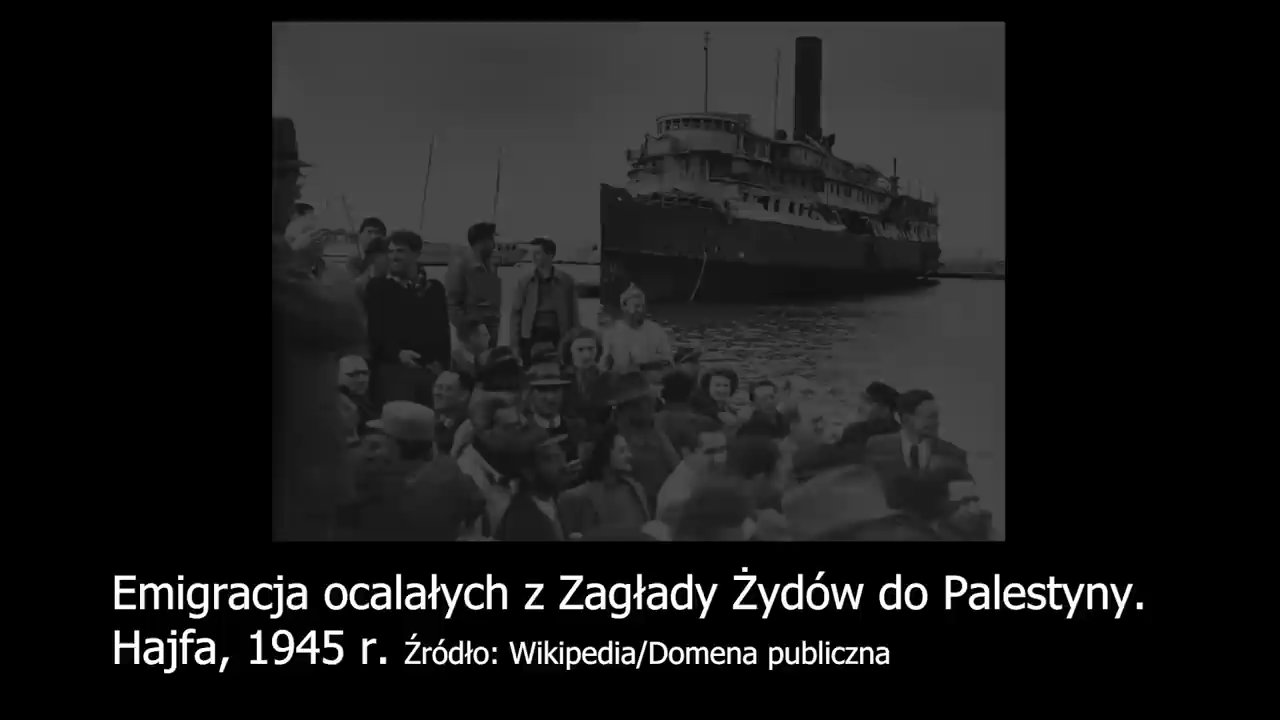 Emigracja ocalałych z Zagłady Żydów do Palestyny.
Hajfa, 1945 r. Źródło: Wikipedia/Domena publiczna